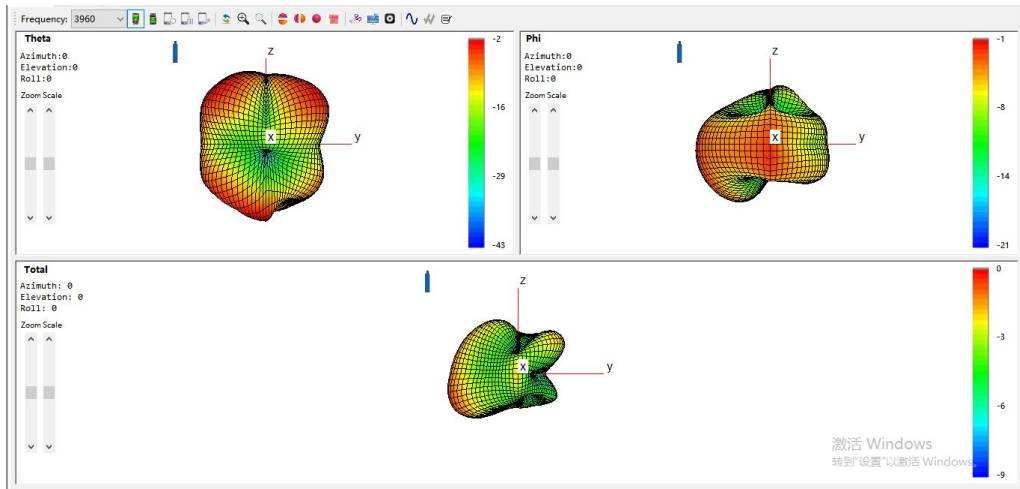 Frequency: 3960
Theta
Azimuth:0
Elevation:0
Roll:0
Zoom Scale
z
y
x
-2
-16
-29
-43
Phi
Azimuth:0
Elevation:0
Roll:0
Zoom Scale
z
y
x
-1
-8
-14
-21
Total
Azimuth: 0
Elevation: 0
Roll: 0
Zoom Scale
z
y
x
0
-3
-6
-9
激活 Windows
转到"设置"以激活 Windows。